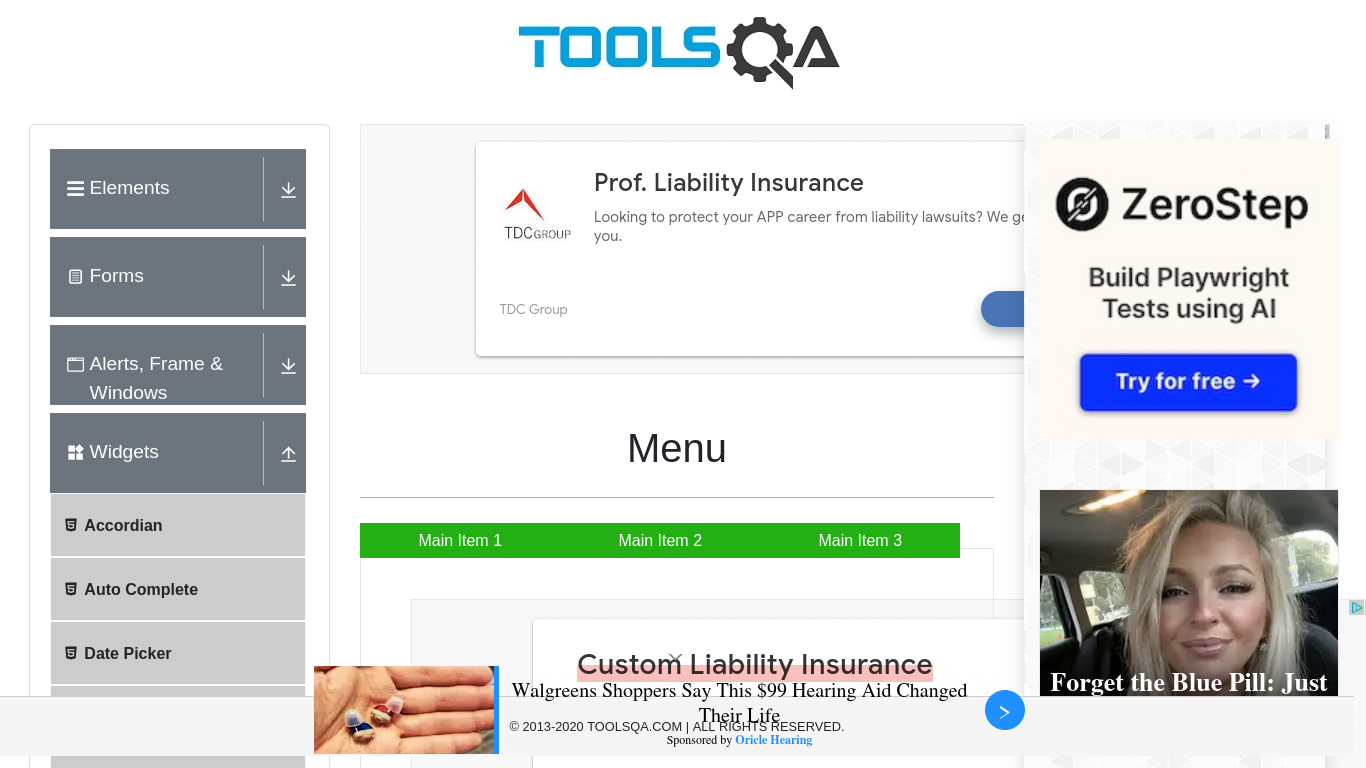 TOOLSQA
Elements
Forms
Alerts, Frame &
Windows
Widgets
Accordian
Auto Complete
Date Picker
Prof. Liability Insurance
Looking to protect your APP career from liability lawsuits? We
you.
TDC GROUP
TDC Group
Menu
Main Item 1
Main Item 2
Main Item 3
Custom Liability Insurance
ZeroStep
Build Playwright
Tests using AI
Try for free →
Forget the Blue Pill: Just
Walgreens Shoppers Say This $99 Hearing Aid Changed
Their Life
© 2013-2020 TOOLSQA.COM | ALL RIGHTS RESERVED.
Sponsored by Oricle Hearing